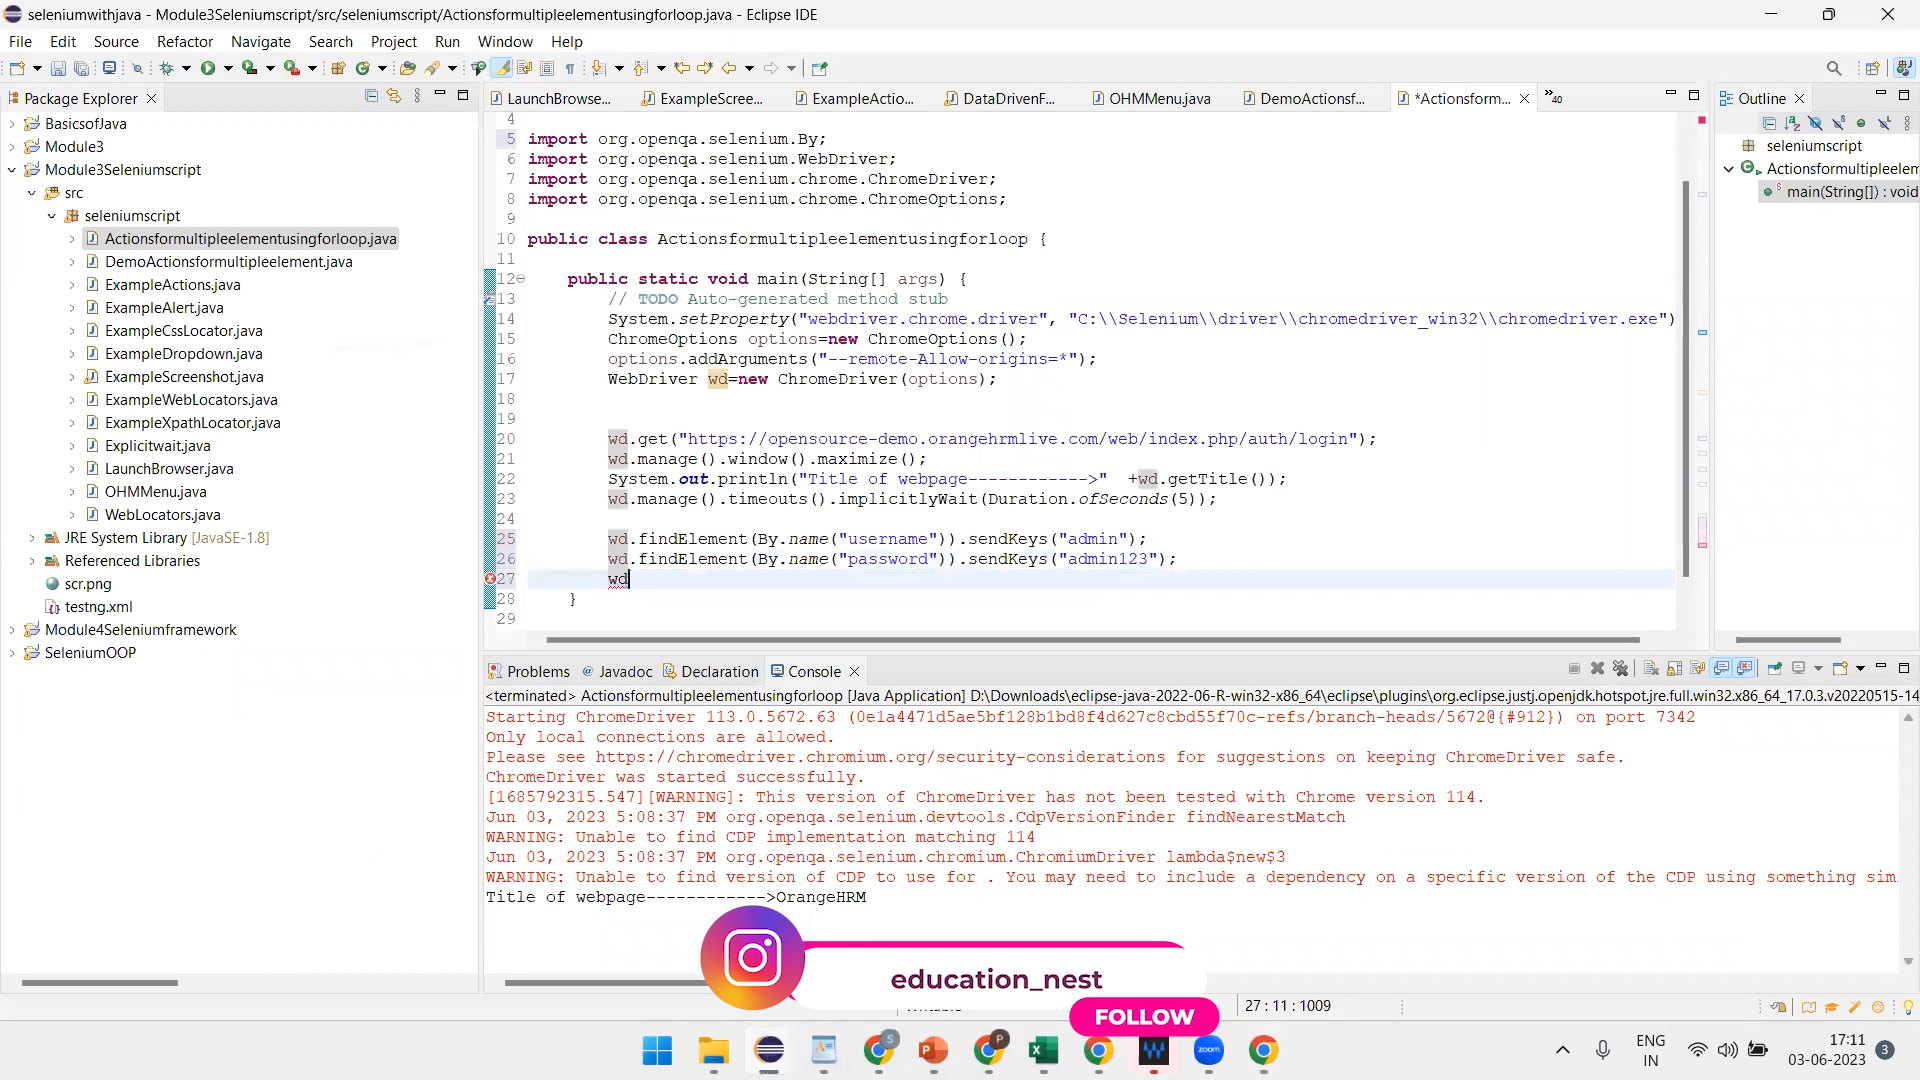 seleniumwithjava - Module3Seleniumscript/src/seleniumscript/Actionsformultipleelementusingforloop.java - Eclipse IDE
File Edit Source Refactor Navigate Search Project Run Window Help
Package Explorer
LaunchBrowse... ExampleScree... ExampleActio... DataDrivenF... OHMMenu.java DemoActionsf... *Actionsform... »40
Outline
BasicsofJava
Module3
Module3Seleniumscript
src
seleniumscript
Actionsformultipleelementusingforloop.java
DemoActionsformultipleelement.java
ExampleActions.java
ExampleAlert.java
ExampleCssLocator.java
ExampleDropdown.java
ExampleScreenshot.java
ExampleWebLocators.java
ExampleXpathLocator.java
Explicitwait.java
LaunchBrowser.java
OHMMenu.java
WebLocators.java
JRE System Library [JavaSE-1.8]
Referenced Libraries
scr.png
testng.xml
Module4Seleniumframework
SeleniumOOP
4
5 import org.openqa.selenium.By;
6 import org.openqa.selenium.WebDriver;
7 import org.openqa.selenium.chrome.ChromeDriver;
8 import org.openqa.selenium.chrome.ChromeOptions;
9
10 public class Actionsformultipleelementusingforloop {
11
12 public static void main(String[] args) {
13 // TODO Auto-generated method stub
14 System.setProperty("webdriver.chrome.driver", "C:\\Selenium\\driver\\chromedriver_win32\\chromedriver.exe")
15 ChromeOptions options=new ChromeOptions();
16 options.addArguments("--remote-Allow-origins=*");
17 WebDriver wd=new ChromeDriver(options);
18
19
20 wd.get("https://opensource-demo.orangehrmlive.com/web/index.php/auth/login");
21 wd.manage().window().maximize();
22 System.out.println("Title of webpage------------>" +wd.getTitle());
23 wd.manage().timeouts().implicitlyWait(Duration.ofSeconds(5));
24
25 wd.findElement(By.name("username")).sendKeys("admin");
26 wd.findElement(By.name("password")).sendKeys("admin123");
27 wd
28 }
29
seleniumscript
Actionsformultipleelem
main(String[]) : void
Problems Javadoc Declaration Console
<terminated> Actionsformultipleelementusingforloop [Java Application] D:\Downloads\eclipse-java-2022-06-R-win32-x86_64\eclipse\plugins\org.eclipse.justj.openjdk.hotspot.jre.full.win32.x86_64_17.0.3.v20220515-14
Starting ChromeDriver 113.0.5672.63 (0e1a4471d5ae5bf128b1bd8f4d627c8cbd55f70c-refs/branch-heads/5672@{#912}) on port 7342
Only local connections are allowed.
Please see https://chromedriver.chromium.org/security-considerations for suggestions on keeping ChromeDriver safe.
ChromeDriver was started successfully.
[1685792315.547][WARNING]: This version of ChromeDriver has not been tested with Chrome version 114.
Jun 03, 2023 5:08:37 PM org.openqa.selenium.devtools.CdpVersionFinder findNearestMatch
WARNING: Unable to find CDP implementation matching 114
Jun 03, 2023 5:08:37 PM org.openqa.selenium.chromium.ChromiumDriver lambda$new$3
WARNING: Unable to find version of CDP to use for . You may need to include a dependency on a specific version of the CDP using something sim
Title of webpage------------>OrangeHRM
education_nest
FOLLOW
27 : 11 : 1009
S
P
zoom
ENG
IN
17:11
03-06-2023
3